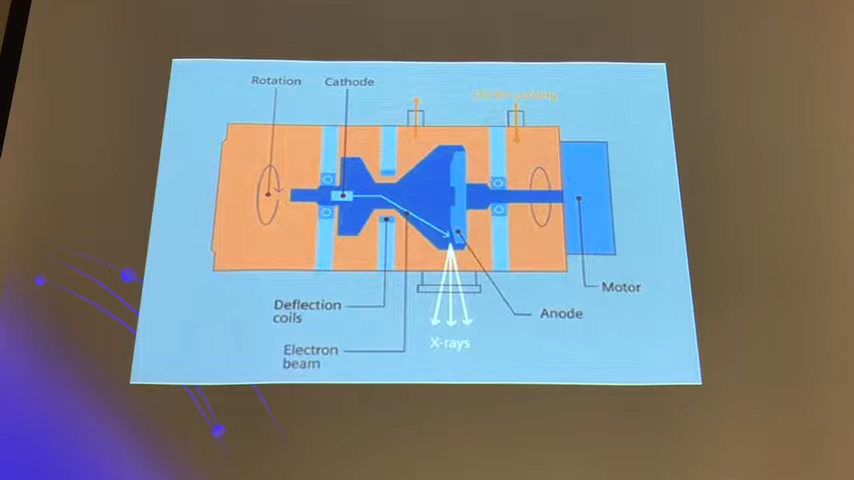 Rotation
Cathode
Deflection
coils
Electron
beam
X-rays
Anode
Motor